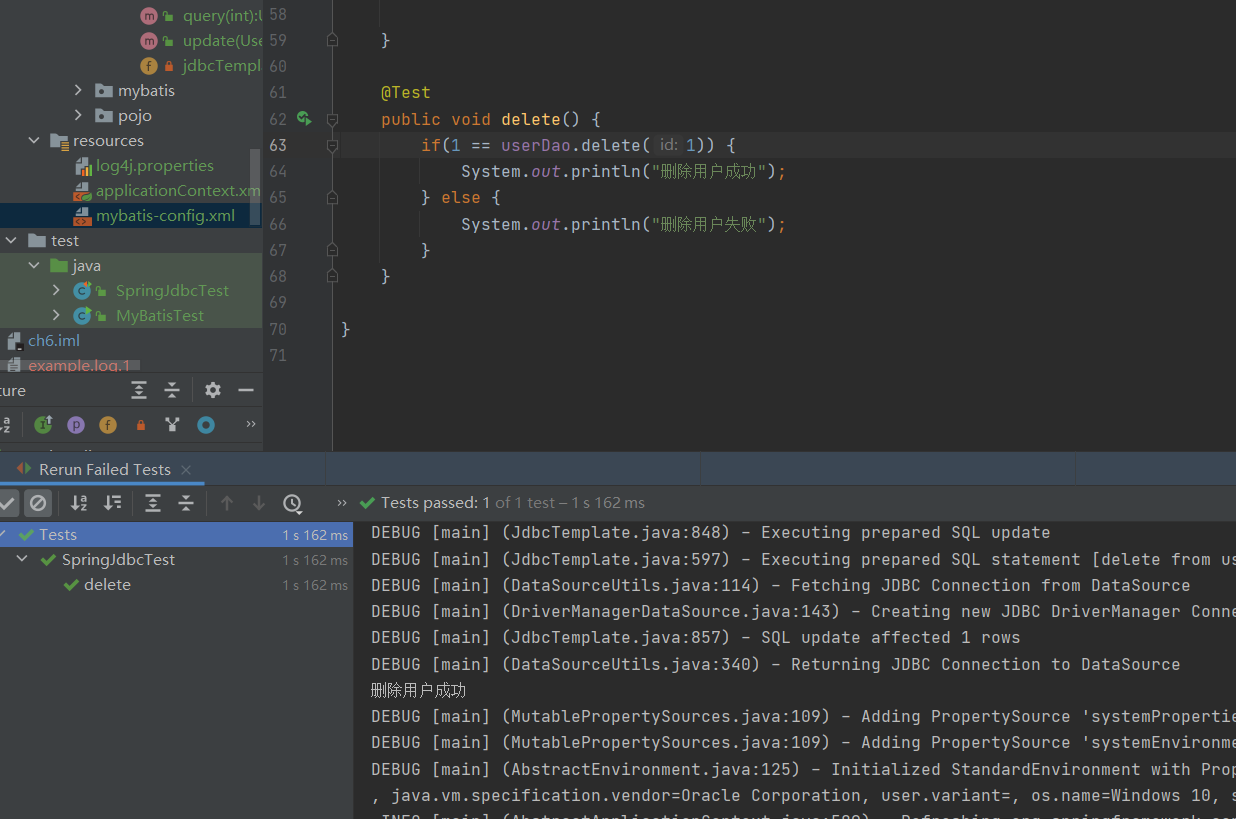 query(int):U
update(Use
jdbcTempl
mybatis
pojo
resources
log4j.properties
applicationContext.xm
mybatis-config.xml
test
java
SpringJdbcTest
MyBatisTest
ch6.iml
example.log.1
58
59 }
60
61 @Test
62 public void delete() {
63 if(1 == userDao.delete( id: 1)) {
64 System.out.println("删除用户成功");
65 } else {
66 System.out.println("删除用户失败");
67 }
68 }
69
70 }
71
ture
Rerun Failed Tests
Tests passed: 1 of 1 test – 1 s 162 ms
Tests 1 s 162 ms
SpringJdbcTest 1 s 162 ms
delete 1 s 162 ms
DEBUG [main] (JdbcTemplate.java:848) - Executing prepared SQL update
DEBUG [main] (JdbcTemplate.java:597) - Executing prepared SQL statement [delete from us
DEBUG [main] (DataSourceUtils.java:114) - Fetching JDBC Connection from DataSource
DEBUG [main] (DriverManagerDataSource.java:143) - Creating new JDBC DriverManager Conne
DEBUG [main] (JdbcTemplate.java:857) - SQL update affected 1 rows
DEBUG [main] (DataSourceUtils.java:340) - Returning JDBC Connection to DataSource
删除用户成功
DEBUG [main] (MutablePropertySources.java:109) - Adding PropertySource 'systemPropertie
DEBUG [main] (MutablePropertySources.java:109) - Adding PropertySource 'systemEnvironme
DEBUG [main] (AbstractEnvironment.java:125) - Initialized StandardEnvironment with Prop
, java.vm.specification.vendor=Oracle Corporation, user.variant=, os.name=Windows 10, s